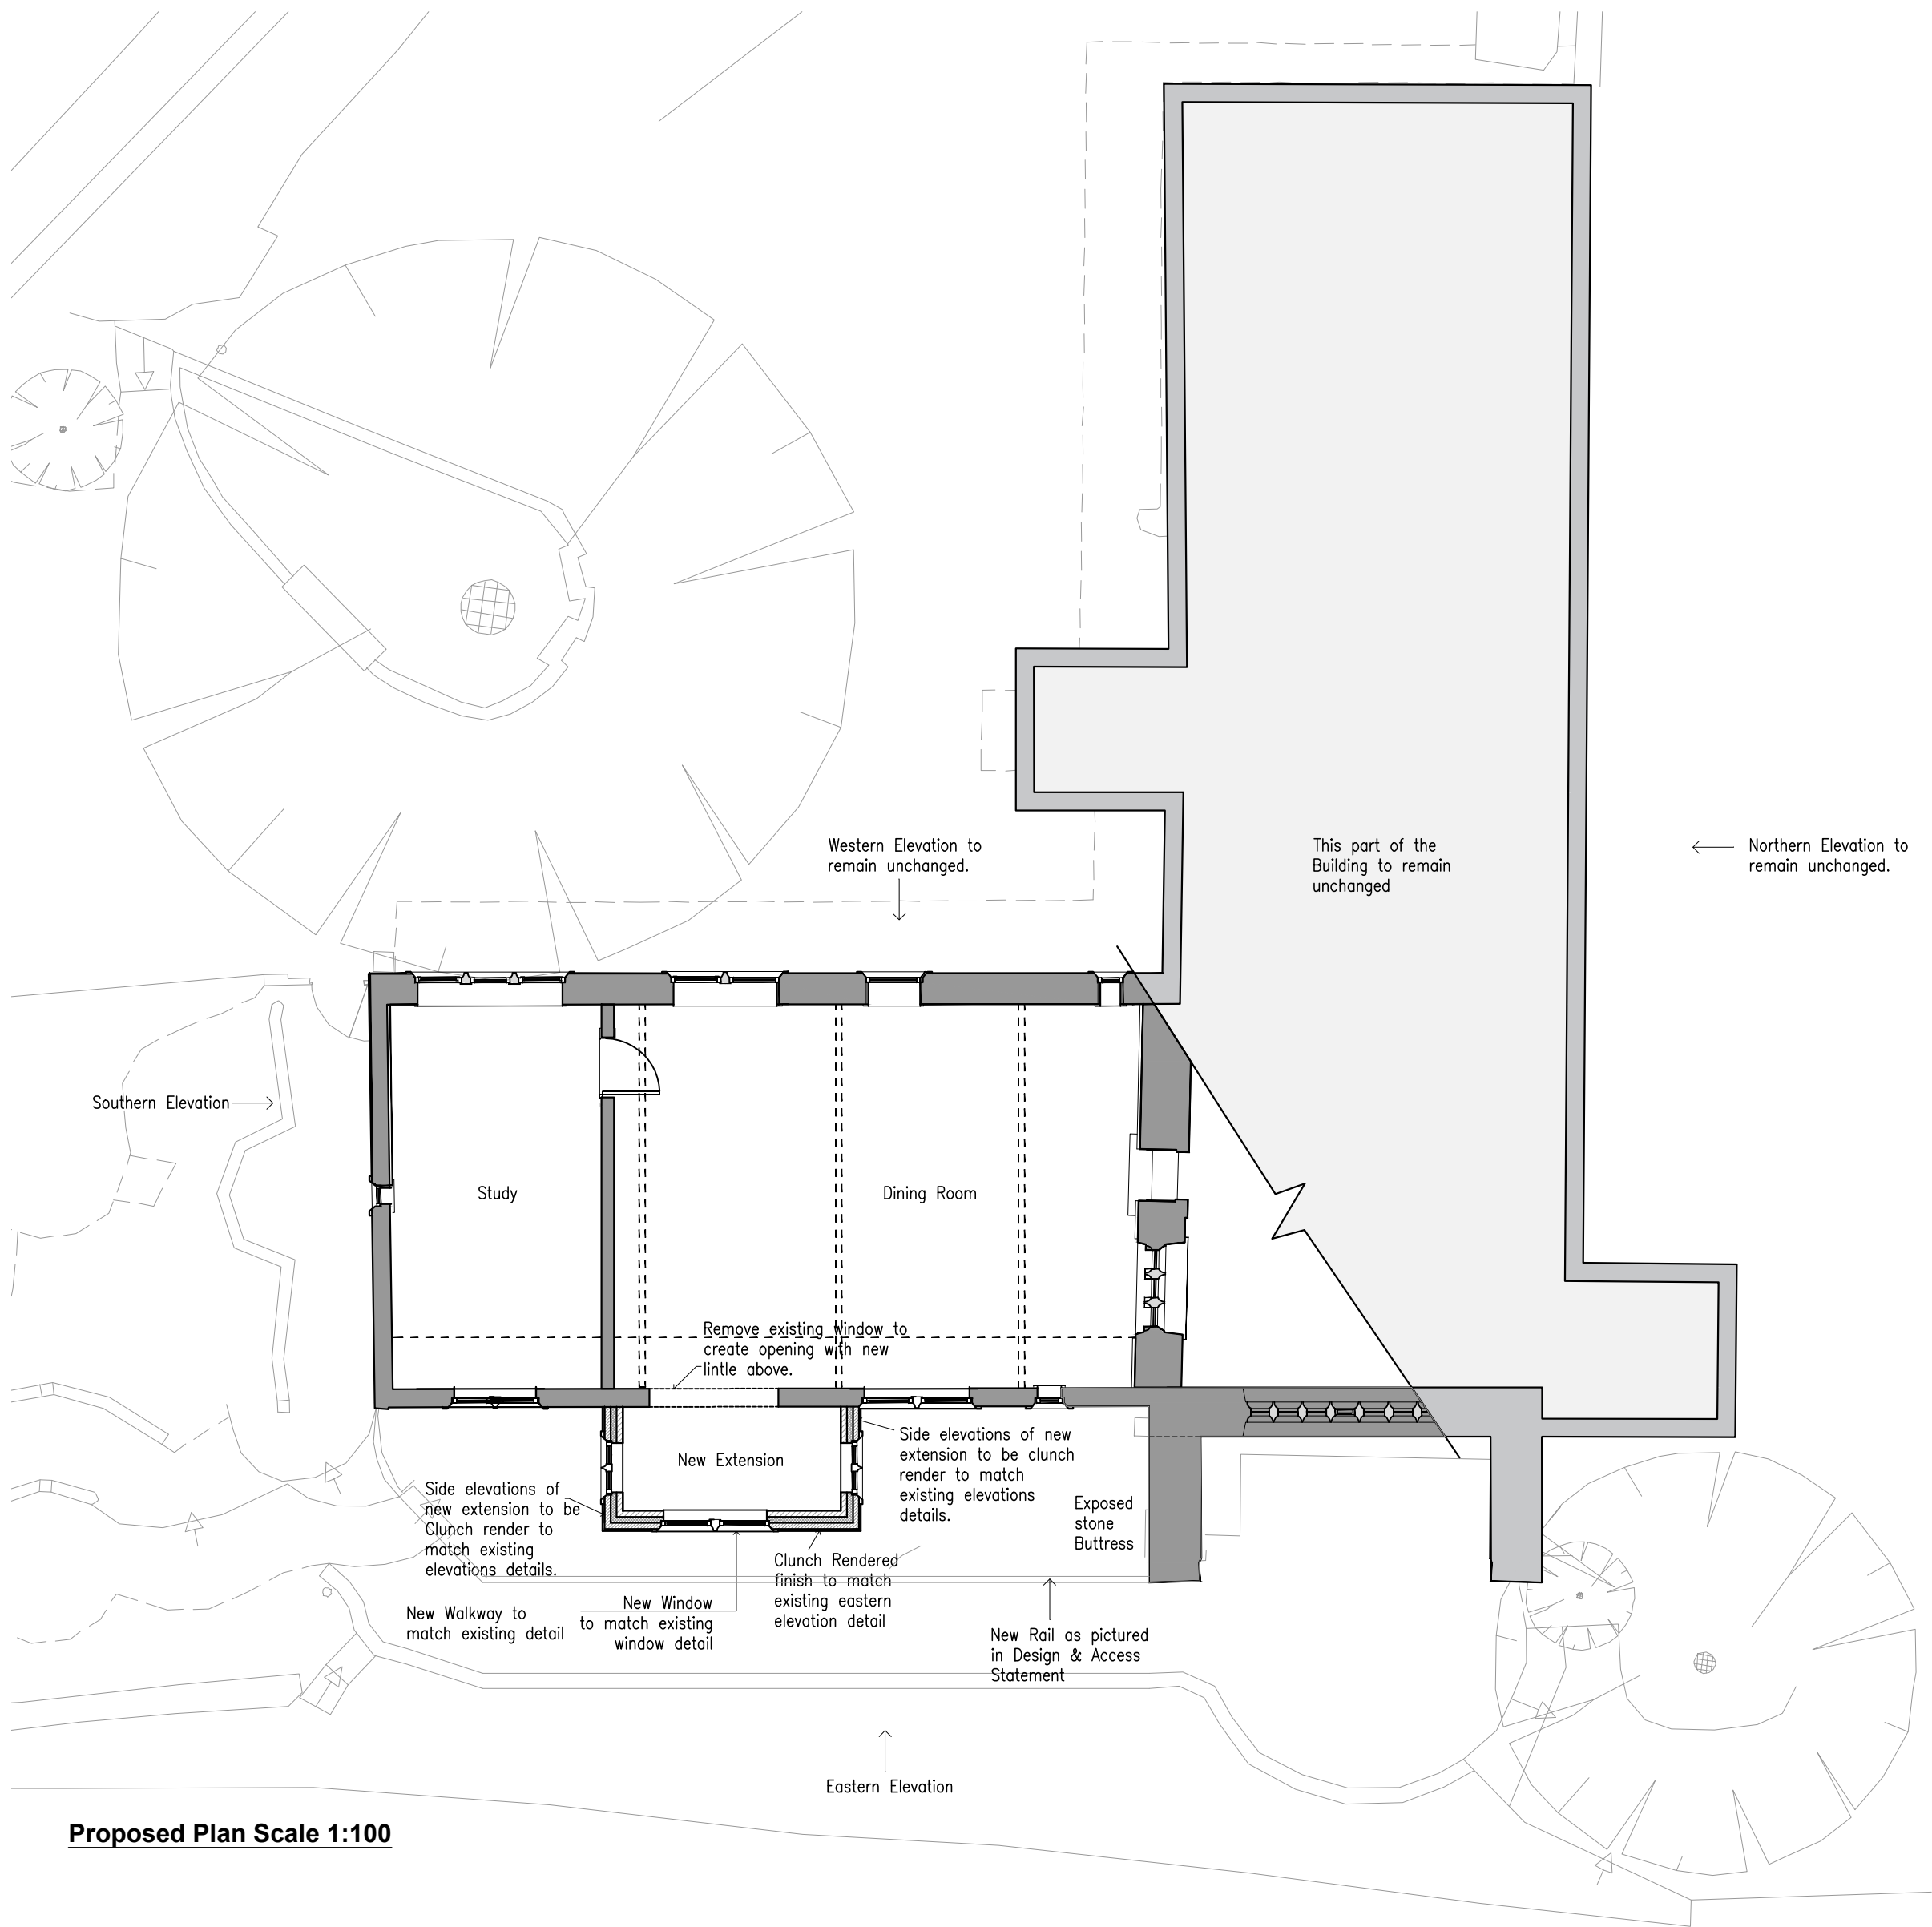 Western Elevation to
remain unchanged.
This part of the
Building to remain
unchanged
Northern Elevation to
remain unchanged.
Southern Elevation
Study
Dining Room
Remove existing window to
create opening with new
lintle above.
New Extension
Side elevations of new
extension to be clunch
render to match
existing elevations
details.
Side elevations of
new extension to be
Clunch render to
match existing
elevations details.
Exposed
stone
Buttress
Clunch Rendered
finish to match
existing eastern
elevation detail
New Window
to match existing
window detail
New Walkway to
match existing detail
New Rail as pictured
in Design & Access
Statement
Eastern Elevation
Proposed Plan Scale 1:100